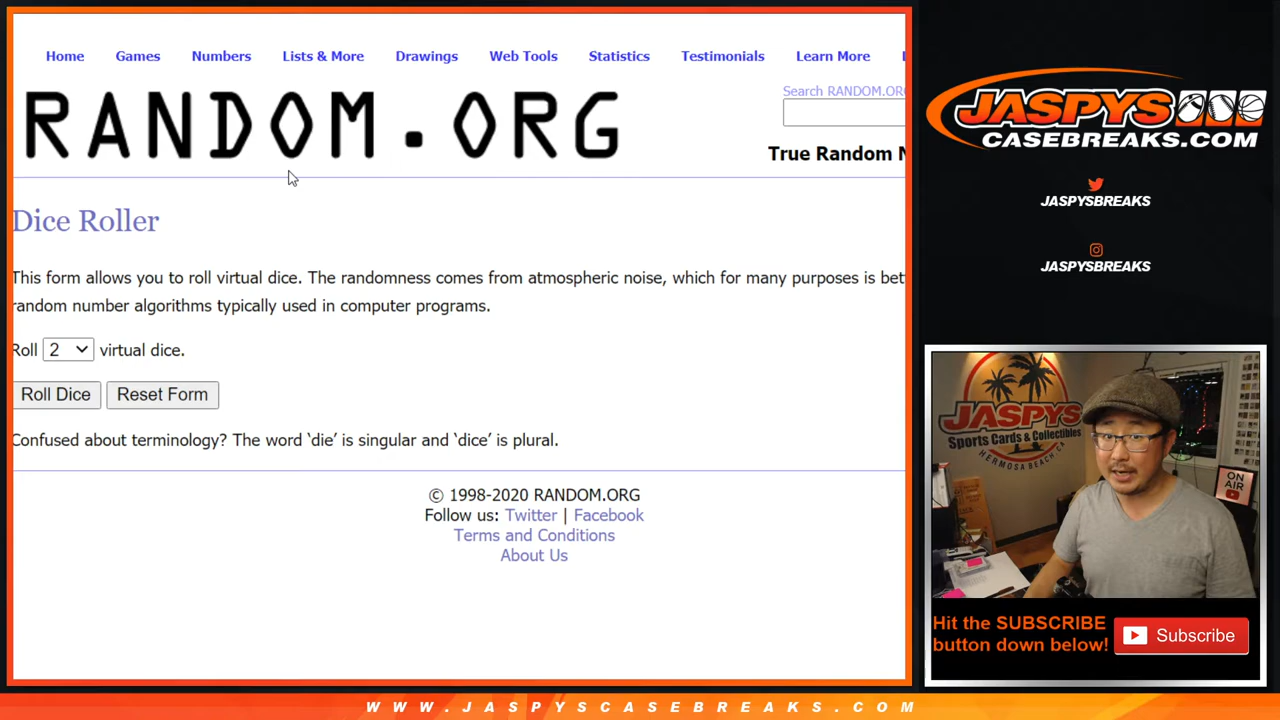 Home Games Numbers Lists & More Drawings Web Tools Statistics Testimonials Learn More
RANDOM.ORG
Search RANDOM.ORG
True Random N
Dice Roller
This form allows you to roll virtual dice. The randomness comes from atmospheric noise, which for many purposes is bet
random number algorithms typically used in computer programs.
Roll 2 virtual dice.
Roll Dice Reset Form
Confused about terminology? The word ‘die’ is singular and ‘dice’ is plural.
© 1998-2020 RANDOM.ORG
Follow us: Twitter | Facebook
Terms and Conditions
About Us
JASPYS
CASEBREAKS.COM
JASPYSBREAKS
JASPYSBREAKS
JASPYS
Sports Cards & Collectibles
HERMOSA BEACH, CA
ON
AIR
Hit the SUBSCRIBE
button down below!
Subscribe
WWW.JASPYSCASEBREAKS.COM